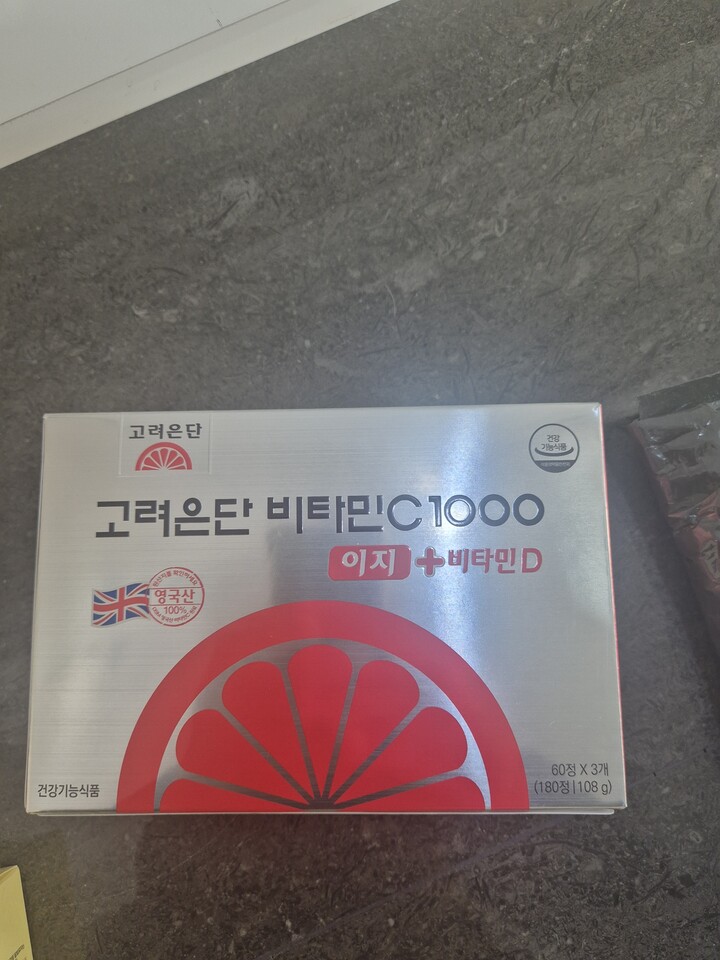 고려은단
건강
기능식품
고려은단 비타민C1000
이지 +비타민D
영국산
100%
60정 X 3개
(180정|108 g)
건강기능식품